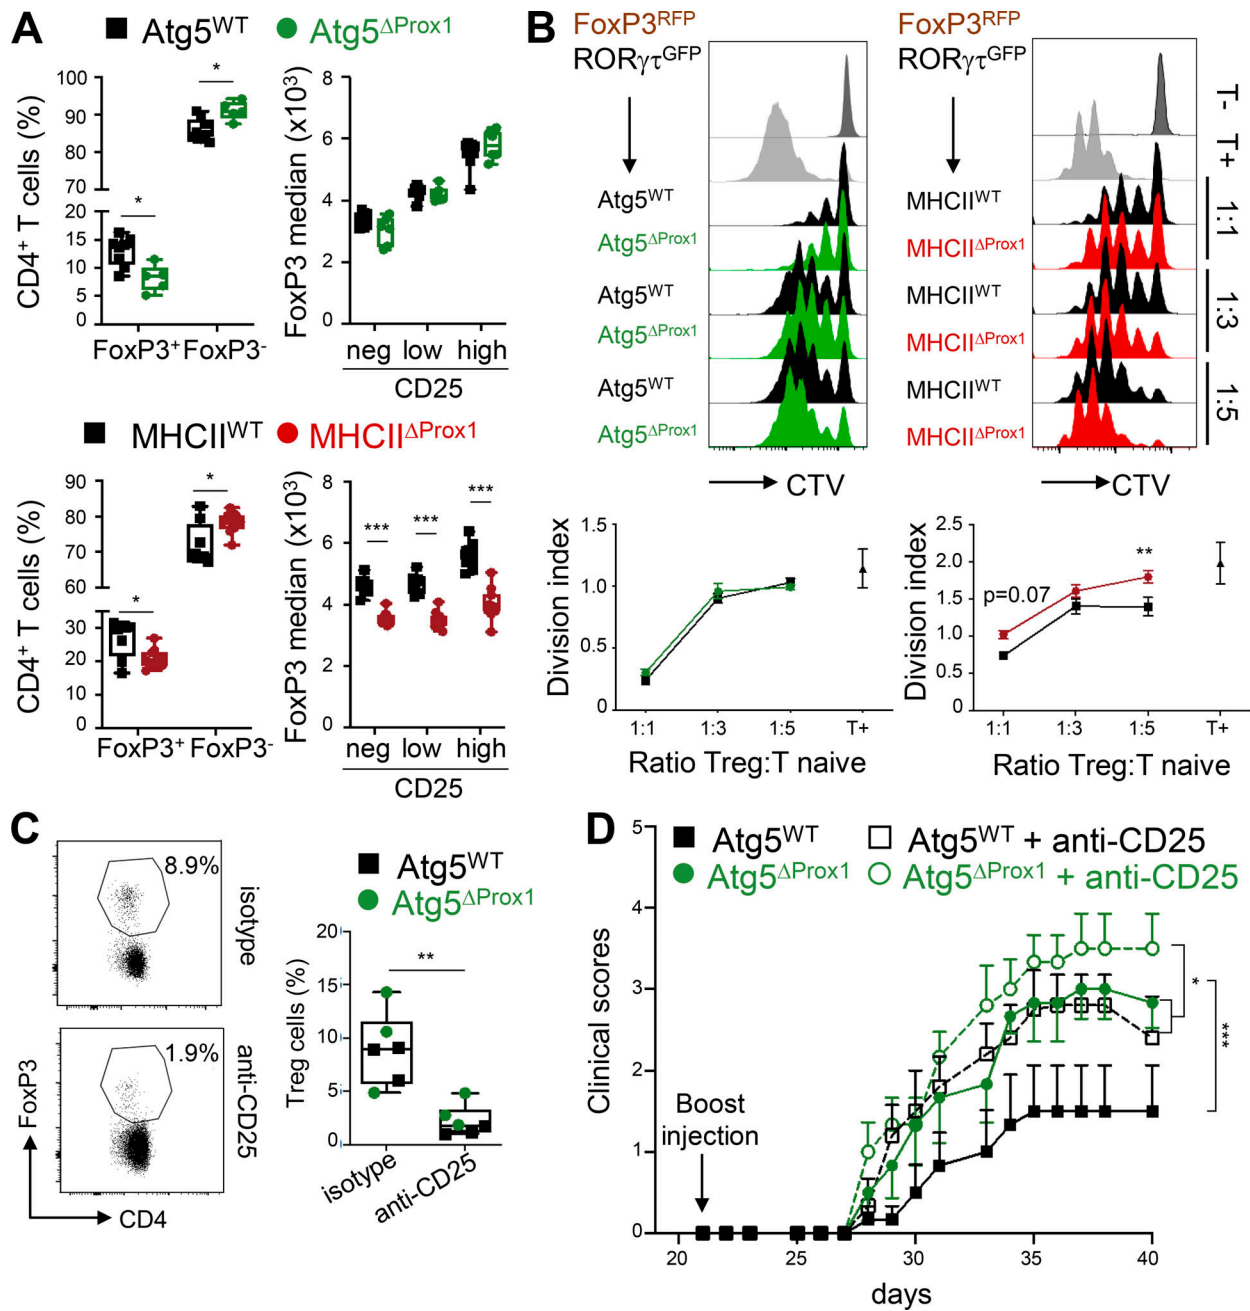 A
Atg5WT Atg5ΔProx1
CD4+ T cells (%)
100
90
80
70
20
15
10
5
0
*
*
FoxP3+ FoxP3-
FoxP3 median (x10³)
8
6
4
2
0
neg low high
CD25
MHCIIWT MHCIIΔProx1
CD4+ T cells (%)
90
80
70
60
30
20
10
0
*
*
FoxP3+ FoxP3-
FoxP3 median (x10³)
8
6
4
2
0
*** *** ***
neg low high
CD25
B
FoxP3RFP
RORγτGFP
Atg5WT
Atg5ΔProx1
Atg5WT
Atg5ΔProx1
Atg5WT
Atg5ΔProx1
CTV
FoxP3RFP
RORγτGFP
MHCIIWT
MHCIIΔProx1
MHCIIWT
MHCIIΔProx1
MHCIIWT
MHCIIΔProx1
CTV
T-
T+
1:1
1:3
1:5
Division index
1.5
1.0
0.5
0
1:1 1:3 1:5 T+
Ratio Treg:T naive
Division index
2.5
2.0
1.5
1.0
0.5
0
p=0.07
**
1:1 1:3 1:5 T+
Ratio Treg:T naive
C
8.9%
isotype
1.9%
anti-CD25
FoxP3
CD4
Atg5WT
Atg5ΔProx1
Treg cells (%)
20
15
10
5
0
**
isotype
anti-CD25
D
Atg5WT Atg5WT + anti-CD25
Atg5ΔProx1 Atg5ΔProx1 + anti-CD25
Clinical scores
5
4
3
2
1
0
Boost
injection
*
***
20 25 30 35 40
days